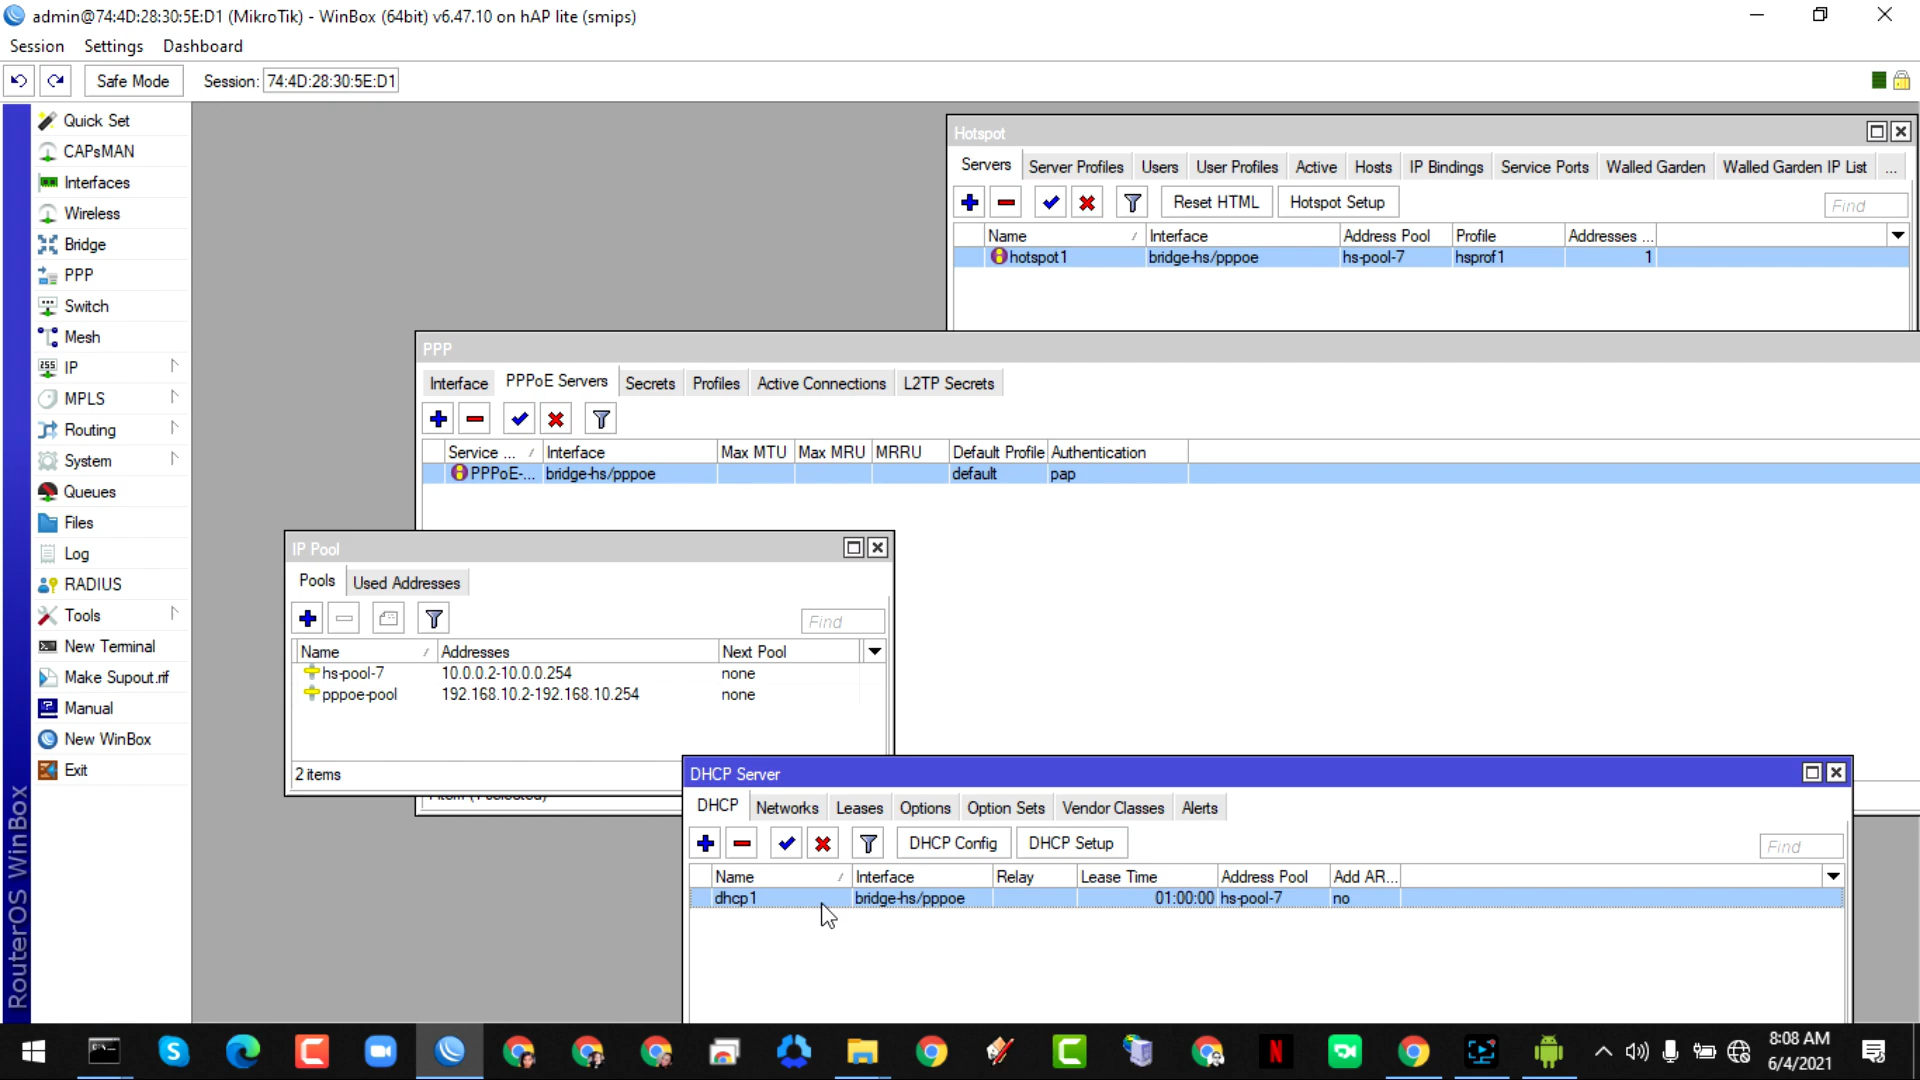 admin@74:4D:28:30:5E:D1 (MikroTik) - WinBox (64bit) v6.47.10 on hAP lite (smips)
Session Settings Dashboard
Safe Mode Session: 74:4D:28:30:5E:D1
Quick Set
CAPsMAN
Interfaces
Wireless
Bridge
PPP
Switch
Mesh
IP
MPLS
Routing
System
Queues
Files
Log
RADIUS
Tools
New Terminal
Make Supout.rif
Manual
New WinBox
Exit
RouterOS WinBox
Hotspot
Servers Server Profiles Users User Profiles Active Hosts IP Bindings Service Ports Walled Garden Walled Garden IP List ...
Reset HTML Hotspot Setup Find
Name Interface Address Pool Profile Addresses ...
hotspot1 bridge-hs/pppoe hs-pool-7 hsprof1 1
PPP
Interface PPPoE Servers Secrets Profiles Active Connections L2TP Secrets
Service ... Interface Max MTU Max MRU MRRU Default Profile Authentication
PPPoE-... bridge-hs/pppoe default pap
IP Pool
Pools Used Addresses
Find
Name Addresses Next Pool
hs-pool-7 10.0.0.2-10.0.0.254 none
pppoe-pool 192.168.10.2-192.168.10.254 none
2 items
DHCP Server
DHCP Networks Leases Options Option Sets Vendor Classes Alerts
DHCP Config DHCP Setup Find
Name Interface Relay Lease Time Address Pool Add AR...
dhcp1 bridge-hs/pppoe 01:00:00 hs-pool-7 no
8:08 AM
6/4/2021